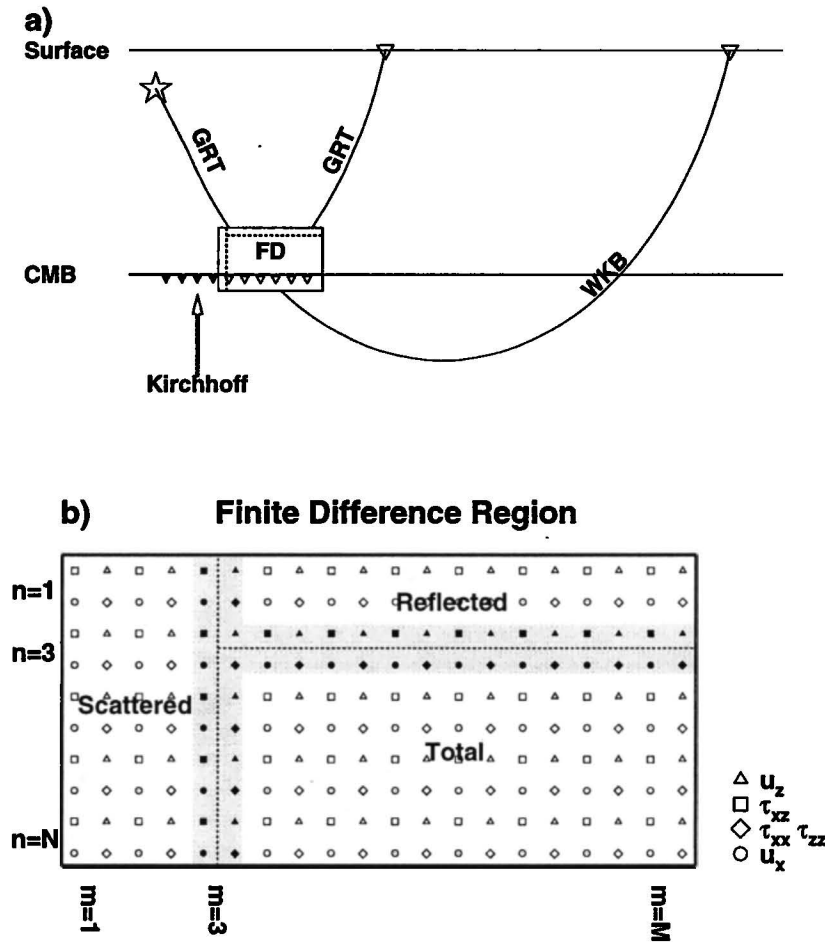 a)
Surface
GRT
GRT
FD
CMB
WKB
Kirchhoff
b) Finite Difference Region
n=1
Reflected
n=3
Scattered
Total
n=N
m=1
m=3
m=M
u_z
τ_xz
τ_xx τ_zz
u_x